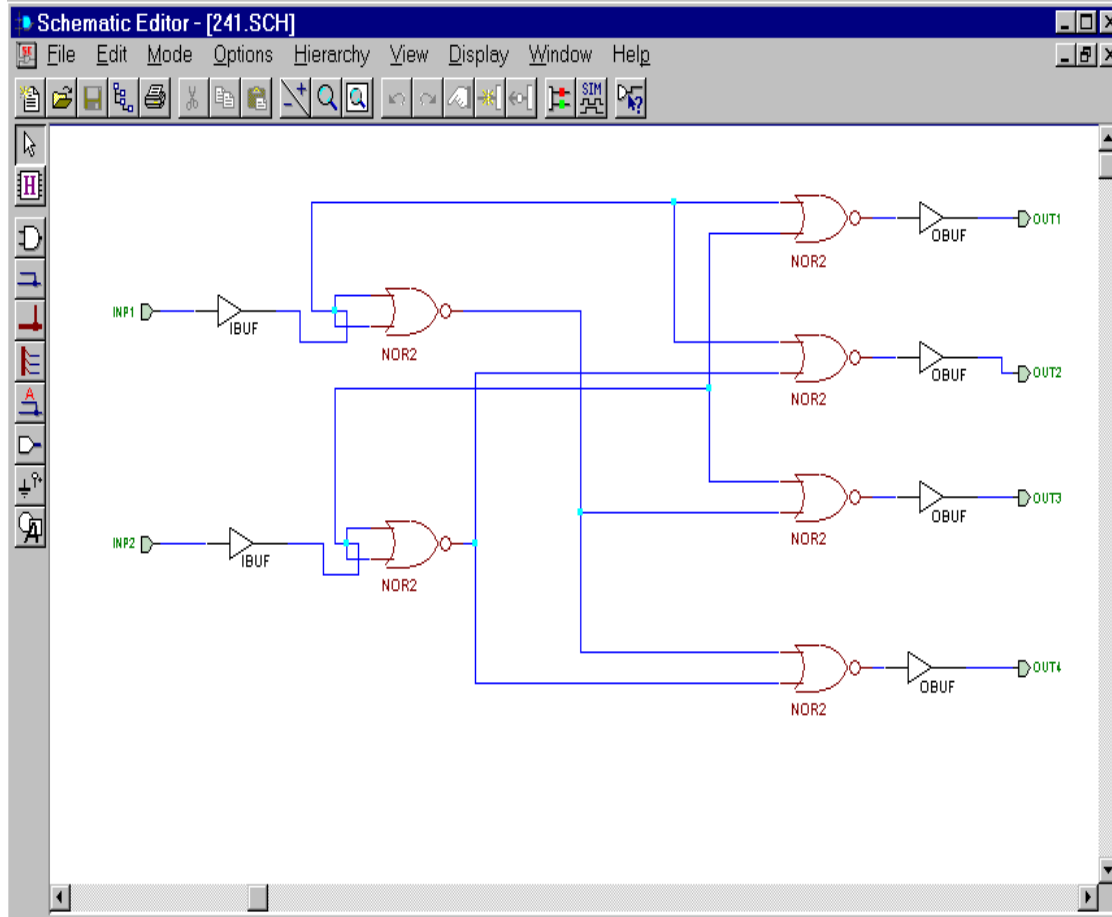 Schematic Editor - [241.SCH]
File Edit Mode Options Hierarchy View Display Window Help
SIM
H
A
A
OUT1
OBUF
NOR2
INP1
IBUF
NOR2
OUT2
OBUF
NOR2
OUT3
OBUF
NOR2
INP2
IBUF
NOR2
OUT4
OBUF
NOR2